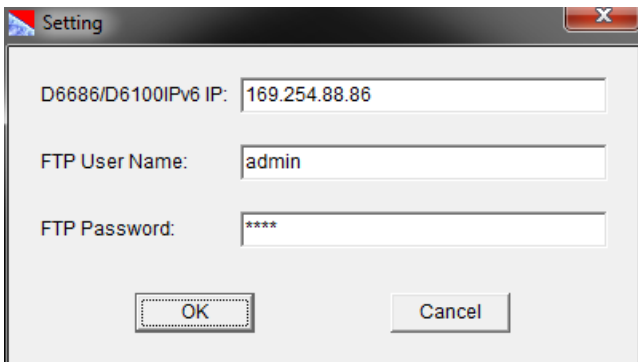 Setting
D6686/D6100IPv6 IP: 169.254.88.86
FTP User Name: admin
FTP Password: ****
OK Cancel